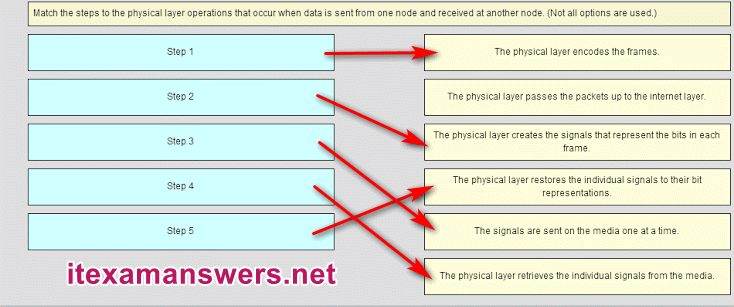 Match the steps to the physical layer operations that occur when data is sent from one node and received at another node. (Not all options are used.)
Step 1
The physical layer encodes the frames.
Step 2
The physical layer passes the packets up to the internet layer.
Step 3
The physical layer creates the signals that represent the bits in each
frame.
Step 4
The physical layer restores the individual signals to their bit
representations.
Step 5
The signals are sent on the media one at a time.
itexamanswers.net
The physical layer retrieves the individual signals from the media.